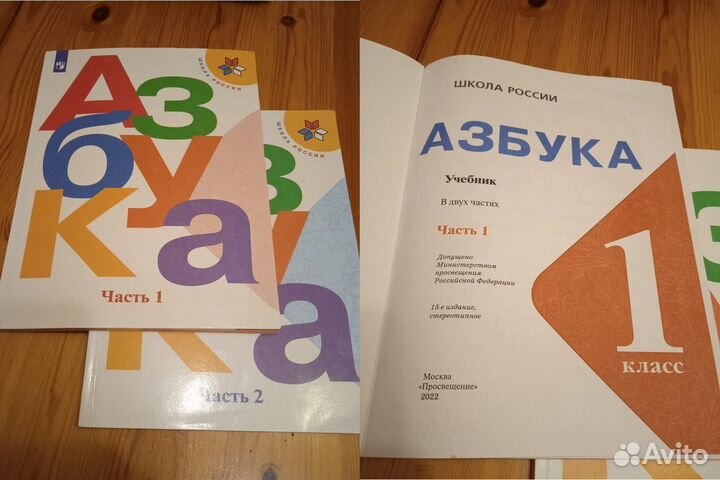 ШКОЛА РОССИИ
Аз
бу
ка
Часть 1
ШКОЛА РОССИИ
З
У
ка
Часть 2
ШКОЛА РОССИИ
АЗБУКА
Учебник
В двух частях
Часть 1
Допущено
Министерством
просвещения
Российской Федерации
15-е издание,
стереотипное
1
класс
Москва
«Просвещение»
2022
Avito